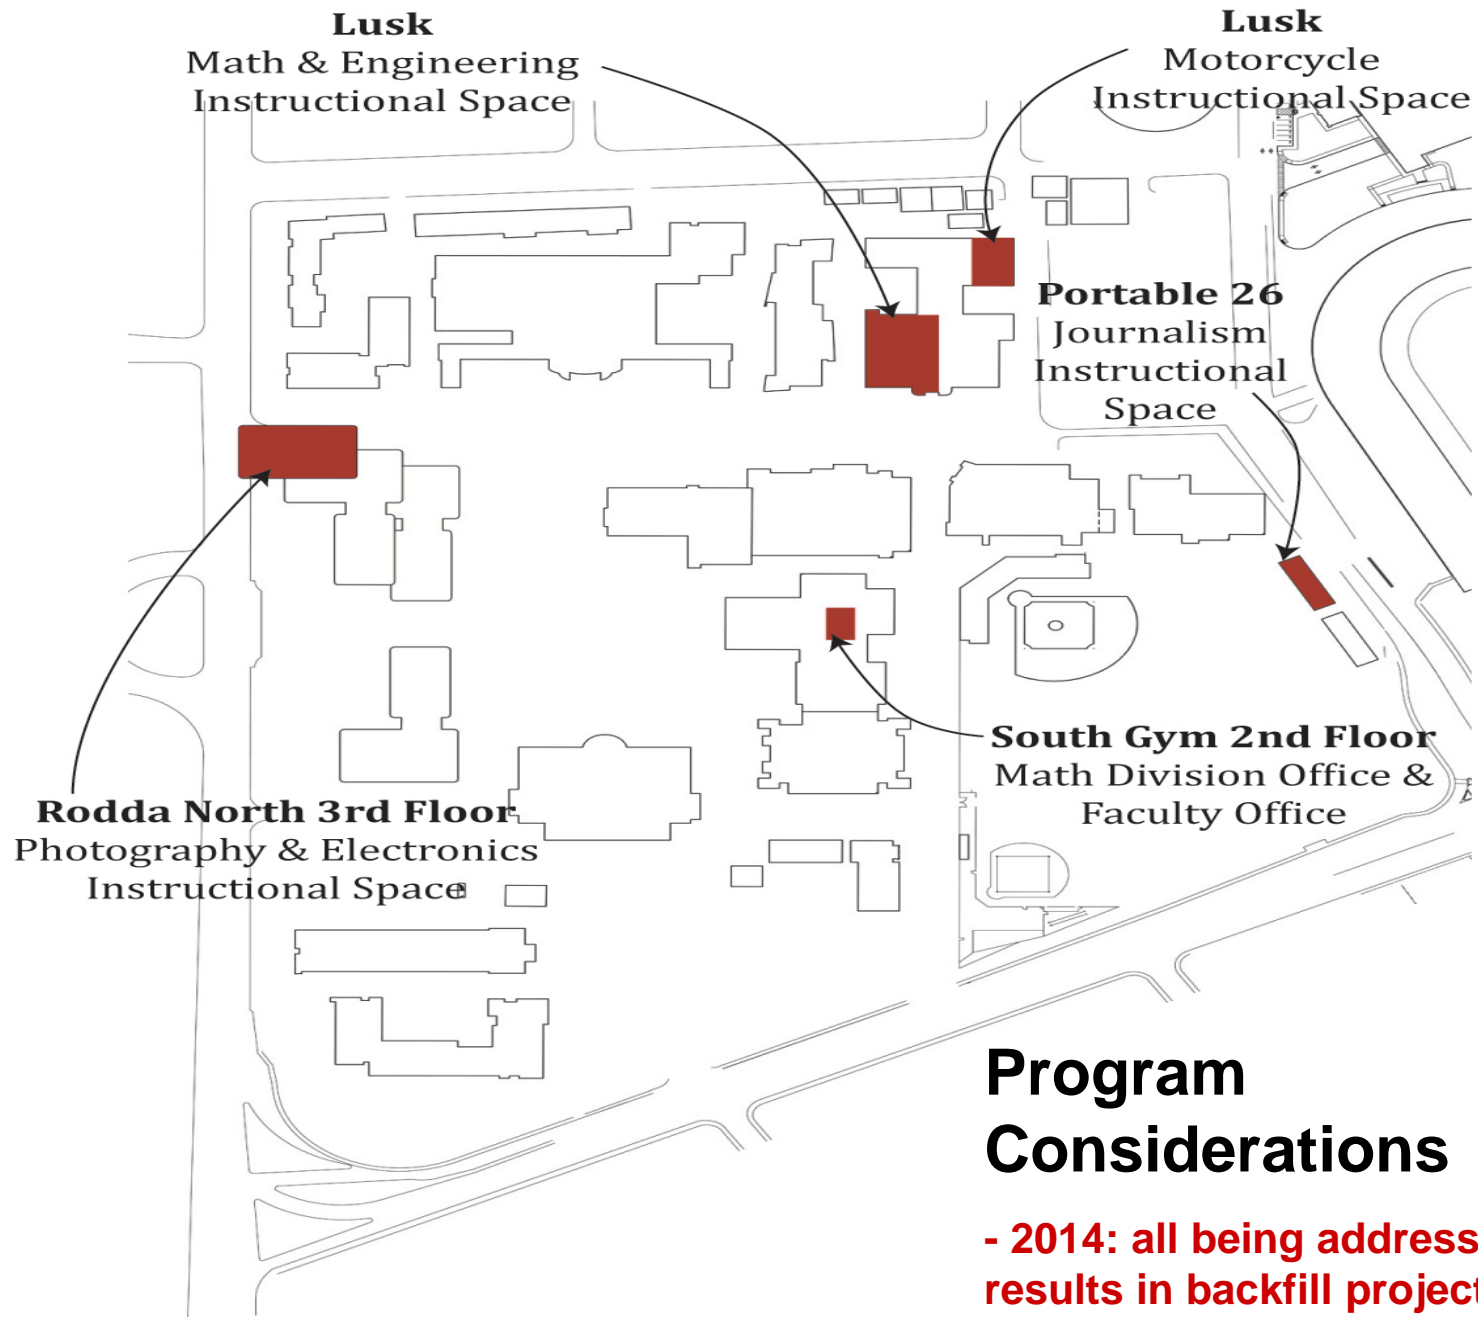 Lusk
Math & Engineering
Instructional Space
Lusk
Motorcycle
Instructional Space
Portable 26
Journalism
Instructional
Space
South Gym 2nd Floor
Math Division Office &
Faculty Office
Rodda North 3rd Floor
Photography & Electronics
Instructional Space
Program
Considerations
- 2014: all being address
results in backfill project